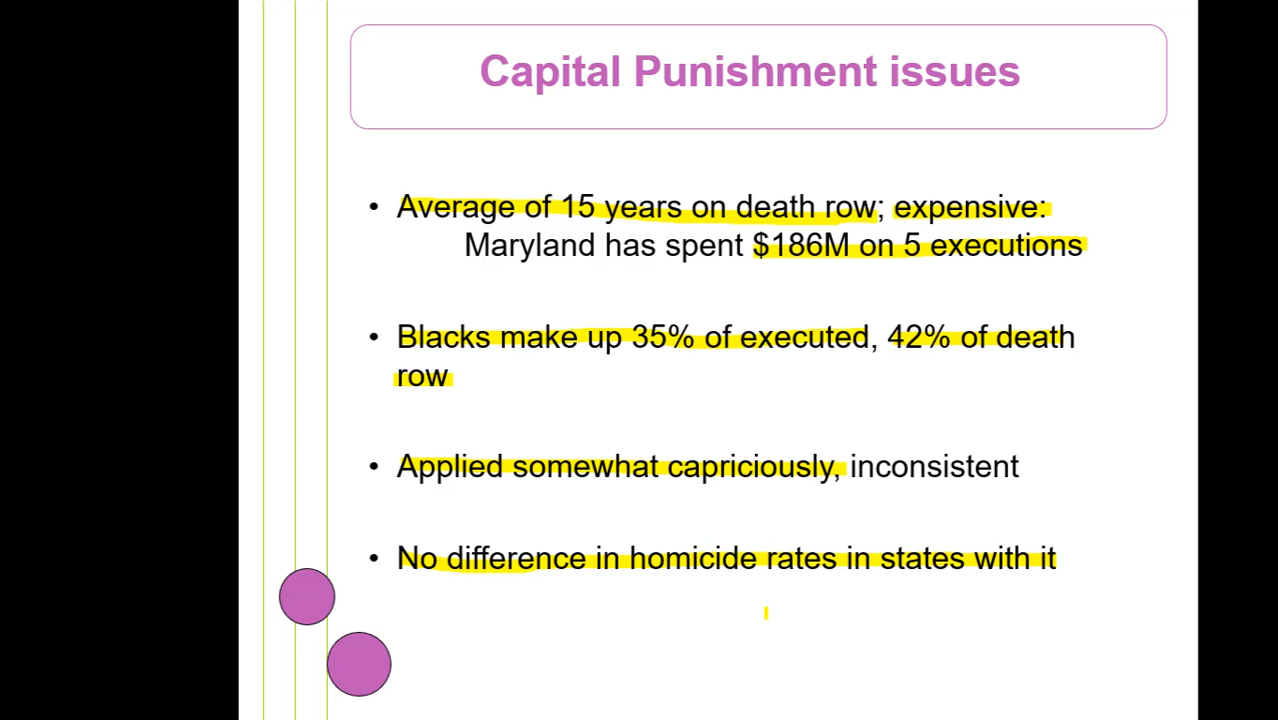 Capital Punishment issues
• Average of 15 years on death row; expensive:
Maryland has spent $186M on 5 executions
• Blacks make up 35% of executed, 42% of death
row
• Applied somewhat capriciously, inconsistent
• No difference in homicide rates in states with it